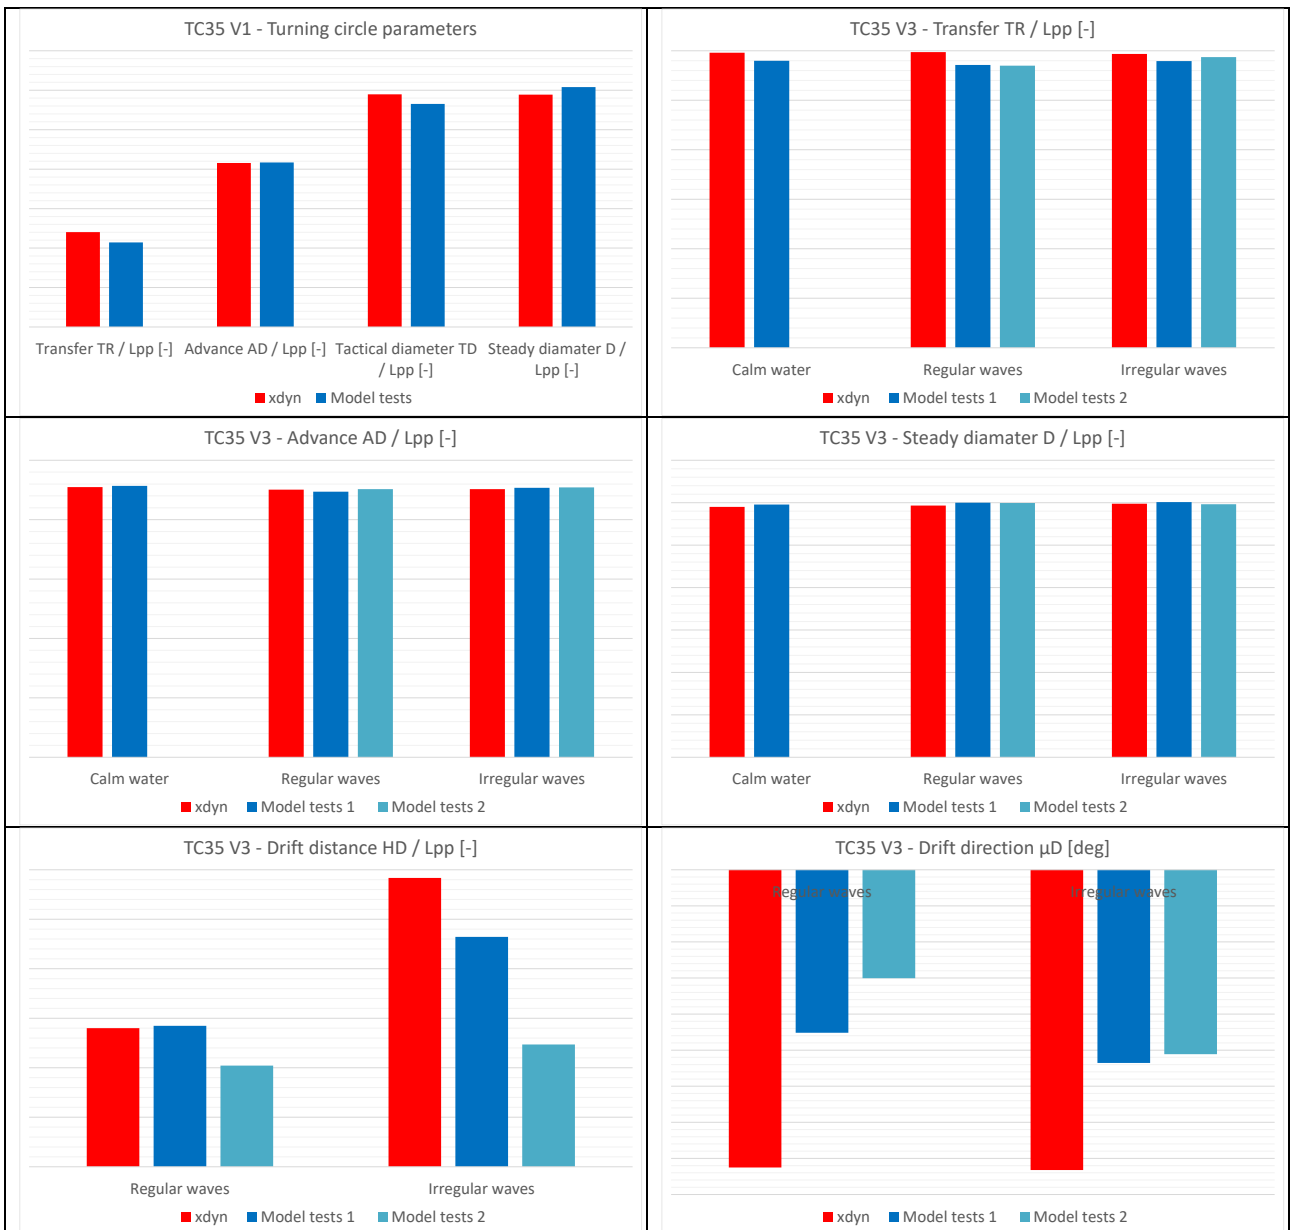 TC35 V1 - Turning circle parameters
Transfer TR / Lpp [-] Advance AD / Lpp [-] Tactical diameter TD Steady diamater D /
/ Lpp [-] Lpp [-]
xdyn Model tests
TC35 V3 - Transfer TR / Lpp [-]
Calm water Regular waves Irregular waves
xdyn Model tests 1 Model tests 2
TC35 V3 - Advance AD / Lpp [-]
Calm water Regular waves Irregular waves
xdyn Model tests 1 Model tests 2
TC35 V3 - Steady diamater D / Lpp [-]
Calm water Regular waves Irregular waves
xdyn Model tests 1 Model tests 2
TC35 V3 - Drift distance HD / Lpp [-]
Regular waves Irregular waves
xdyn Model tests 1 Model tests 2
TC35 V3 - Drift direction µD [deg]
Regular waves Irregular waves
xdyn Model tests 1 Model tests 2